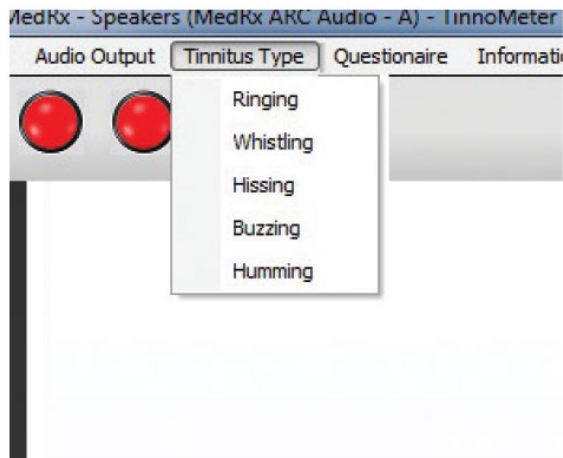 MedRx - Speakers (MedRx ARC Audio - A) - TinnoMeter
Audio Output Tinnitus Type Questionaire
Ringing
Whistling
Hissing
Buzzing
Humming